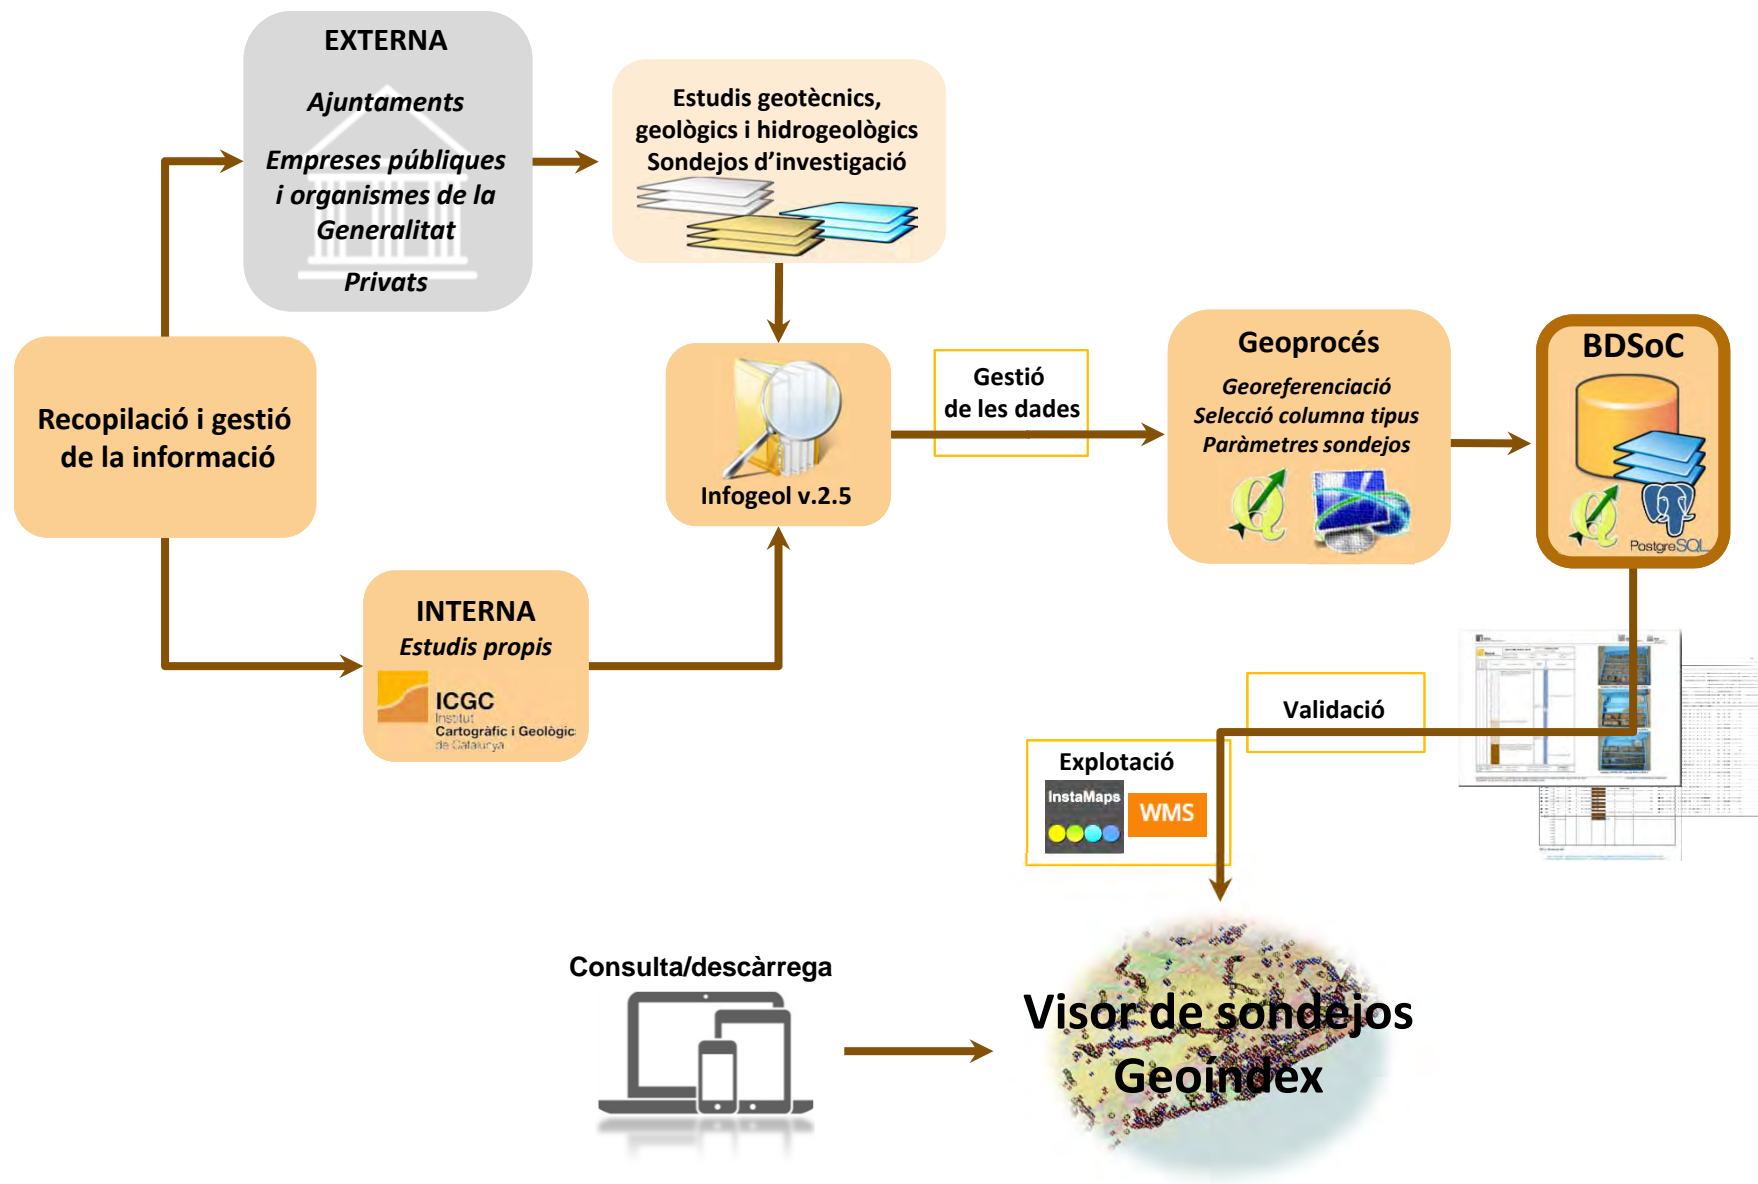 EXTERNA
Ajuntaments
Empreses públiques
i organismes de la
Generalitat
Privats
Estudis geotècnics,
geològics i hidrogeològics
Sondejos d'investigació
Recopilació i gestió
de la informació
Infogeol v.2.5
Gestió
de les dades
Geoprocés
Georeferenciació
Selecció columna tipus
Paràmetres sondejos
BDSoC
PostgreSQL
INTERNA
Estudis propis
ICGC
Institut
Cartogràfic i Geològic
de Catalunya
Validació
Explotació
InstaMaps
WMS
Consulta/descàrrega
Visor de sondejos
Geoíndex